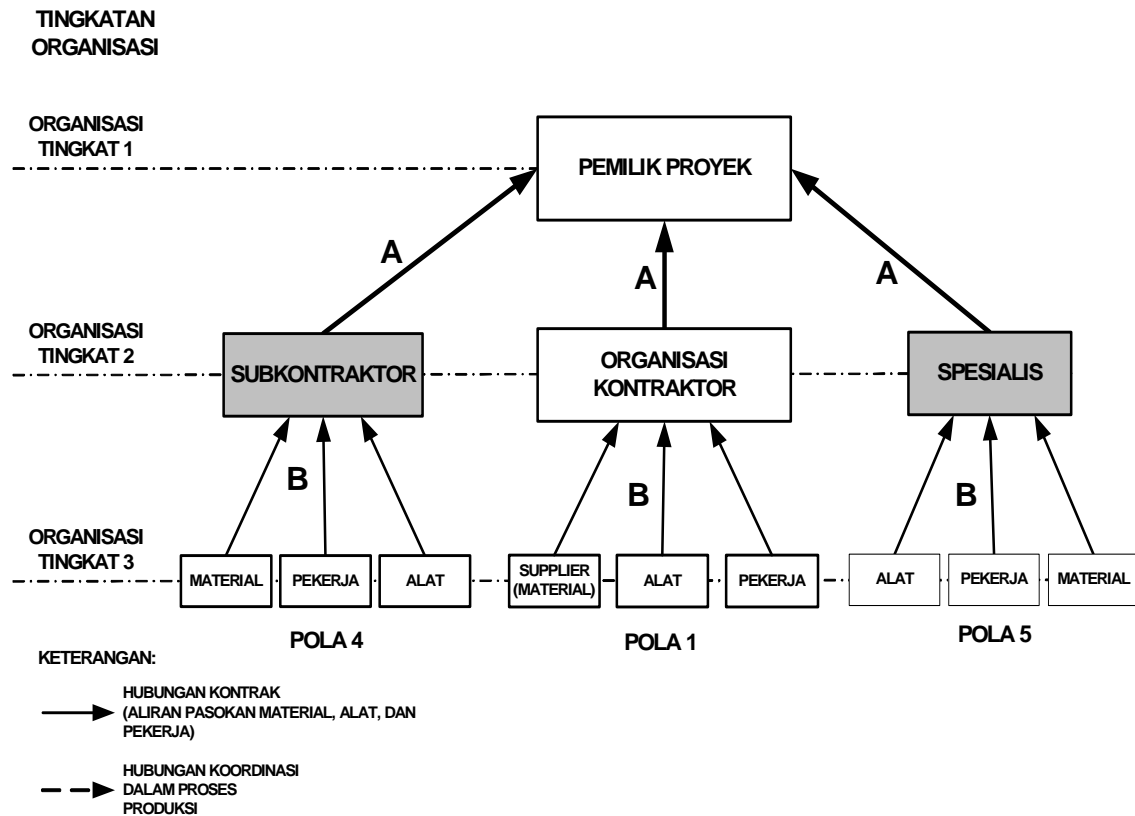 TINGKATAN
ORGANISASI
ORGANISASI
TINGKAT 1
PEMILIK PROYEK
A
A
A
ORGANISASI
TINGKAT 2
SUBKONTRAKTOR
ORGANISASI
KONTRAKTOR
SPESIALIS
B
B
B
ORGANISASI
TINGKAT 3
MATERIAL
PEKERJA
ALAT
SUPPLIER
(MATERIAL)
ALAT
PEKERJA
ALAT
PEKERJA
MATERIAL
POLA 4
POLA 1
POLA 5
KETERANGAN:
HUBUNGAN KONTRAK
(ALIRAN PASOKAN MATERIAL, ALAT, DAN
PEKERJA)
HUBUNGAN KOORDINASI
DALAM PROSES
PRODUKSI